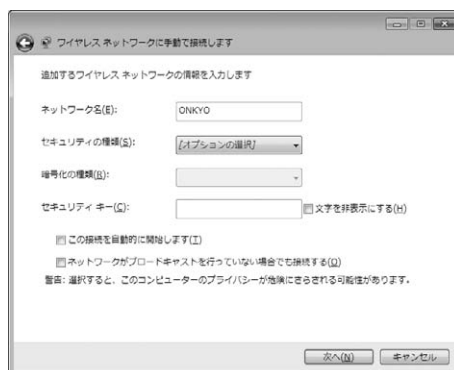 ワイヤレス ネットワークに手動で接続します
追加するワイヤレス ネットワークの情報を入力します
ネットワーク名(E): ONKYO
セキュリティの種類(S): [オプションの選択]
暗号化の種類(R):
セキュリティ キー(C): 文字を非表示にする(H)
この接続を自動的に開始します(T)
ネットワークがブロードキャストを行っていない場合でも接続する(O)
警告: 選択すると、このコンピューターのプライバシーが危険にさらされる可能性があります。
次へ(N) キャンセル